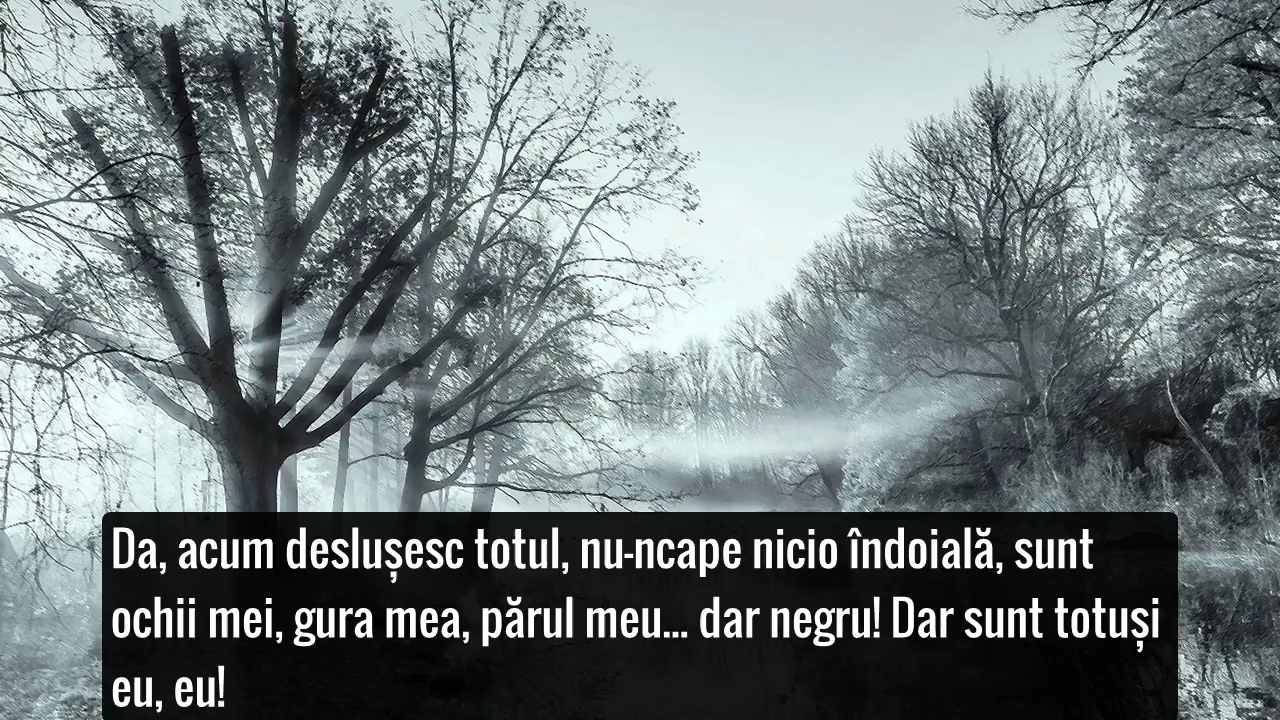 Da, acum deslușesc totul, nu-ncape nicio îndoială, sunt
ochii mei, gura mea, părul meu... dar negru! Dar sunt totuși
eu, eu!